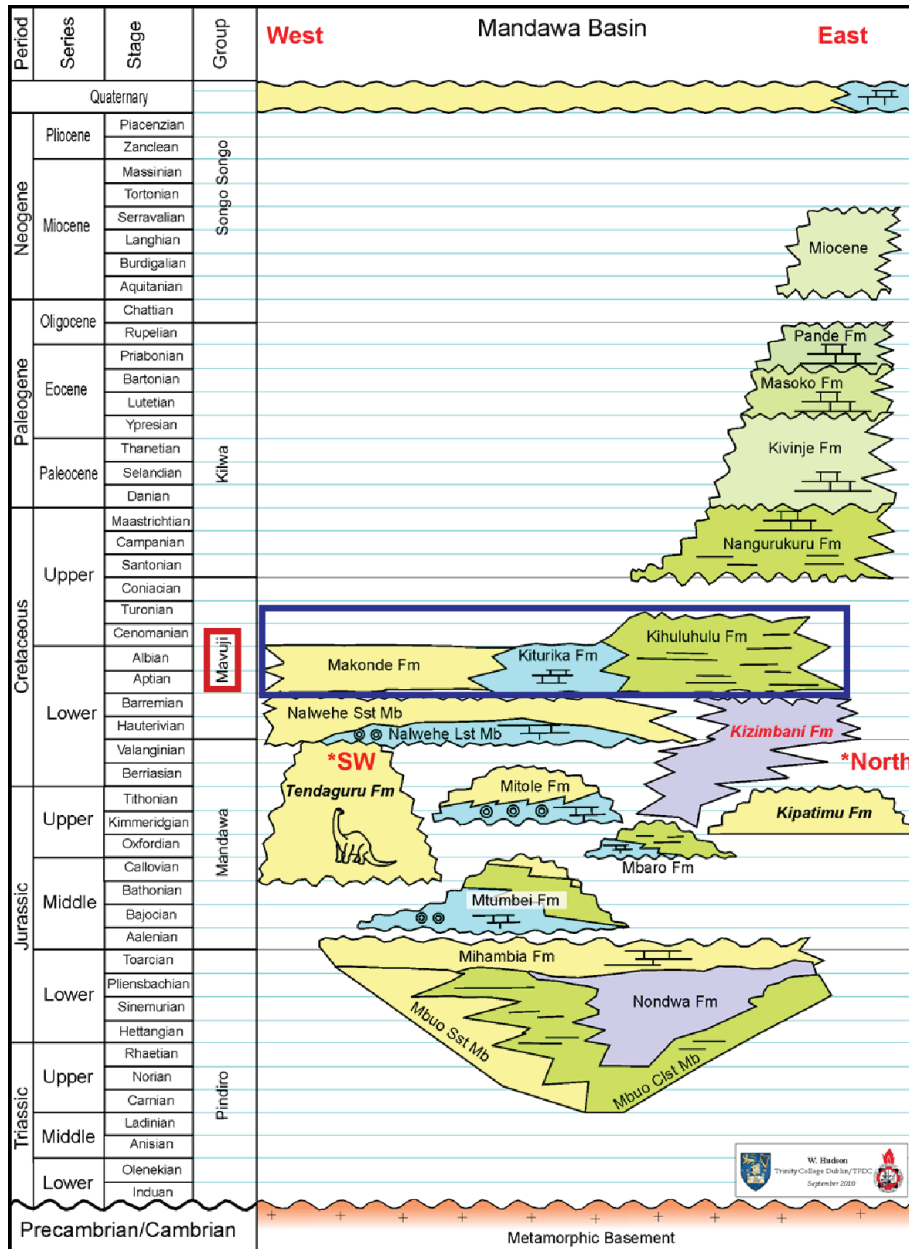 Period
Series
Stage
Group
West
Mandawa Basin
East
Quaternary
Neogene
Pliocene
Piacenzian
Zanclean
Miocene
Massinian
Tortonian
Serravalian
Langhian
Burdigalian
Aquitanian
Songo Songo
Miocene
Paleogene
Oligocene
Chattian
Rupelian
Eocene
Priabonian
Bartonian
Lutetian
Ypresian
Paleocene
Thanetian
Selandian
Danian
Kilwa
Pande Fm
Masoko Fm
Kivinje Fm
Cretaceous
Upper
Maastrichtian
Campanian
Santonian
Coniacian
Turonian
Cenomanian
Nangurukuru Fm
Lower
Albian
Aptian
Barremian
Hauterivian
Valanginian
Berriasian
Mavuji
Makonde Fm
Kiturika Fm
Kihuluhulu Fm
Nalwehe Sst Mb
Nalwehe Lst Mb
Kizimbani Fm
*SW
*North
Tendaguru Fm
Jurassic
Upper
Tithonian
Kimmeridgian
Oxfordian
Middle
Callovian
Bathonian
Bajocian
Aalenian
Mandawa
Mitole Fm
Kipatimu Fm
Mbaro Fm
Mtumbei Fm
Lower
Toarcian
Pliensbachian
Sinemurian
Hettangian
Mihambia Fm
Nondwa Fm
Mbuo Sst Mb
Mbuo Clst Mb
Triassic
Upper
Rhaetian
Norian
Carnian
Middle
Ladinian
Anisian
Lower
Olenekian
Induan
Pindiro
W. Hudson
Trinity College Dublin/TPDC
September 2010
Precambrian/Cambrian
Metamorphic Basement